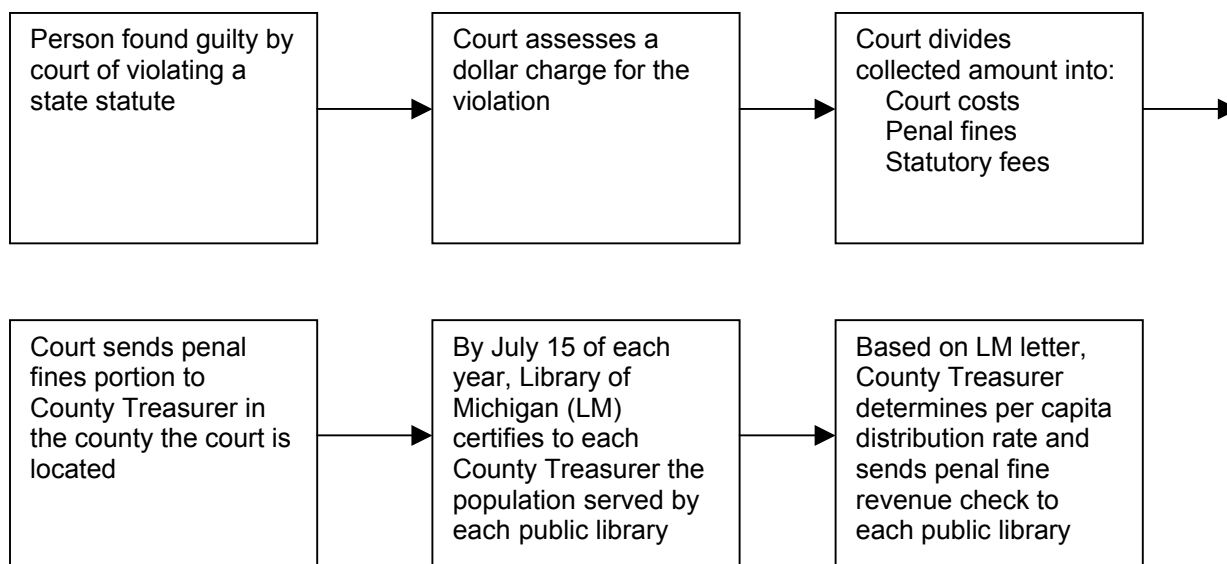 Person found guilty by
court of violating a
state statute
Court assesses a
dollar charge for the
violation
Court divides
collected amount into:
Court costs
Penal fines
Statutory fees
Court sends penal
fines portion to
County Treasurer in
the county the court is
located
By July 15 of each
year, Library of
Michigan (LM)
certifies to each
County Treasurer the
population served by
each public library
Based on LM letter,
County Treasurer
determines per capita
distribution rate and
sends penal fine
revenue check to
each public library